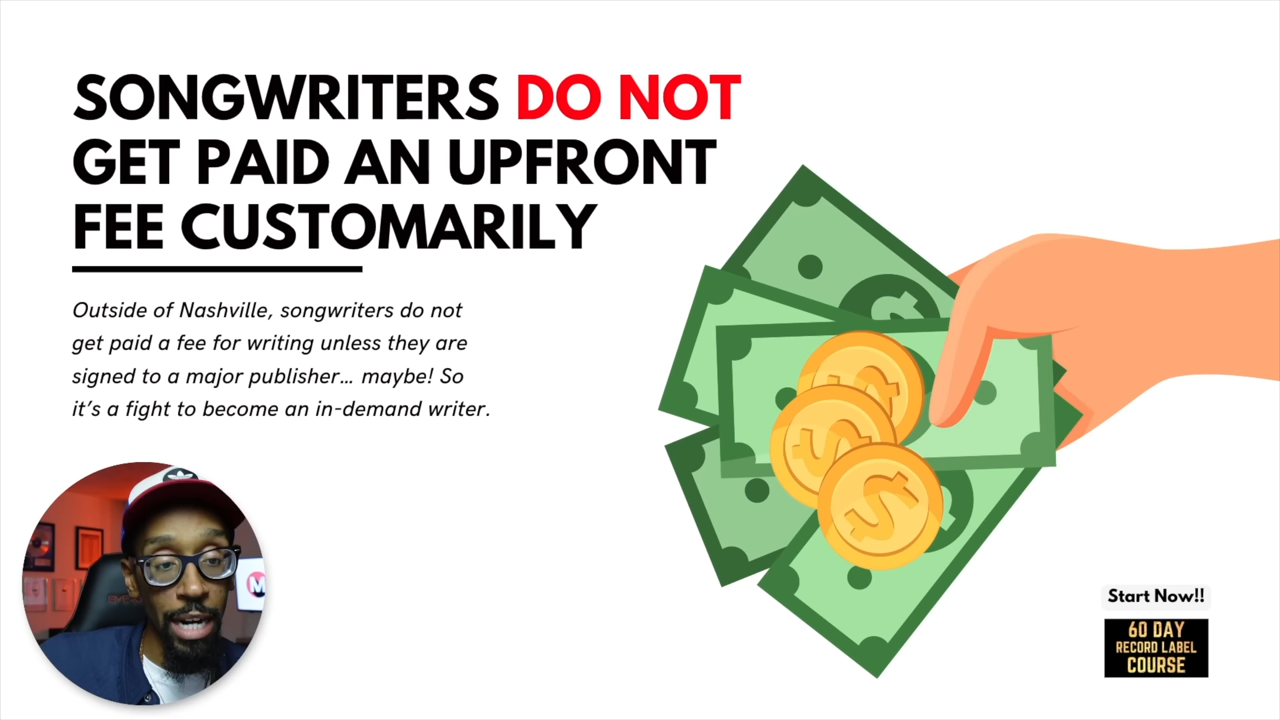 SONGWRITERS DO NOT
GET PAID AN UPFRONT
FEE CUSTOMARILY
Outside of Nashville, songwriters do not
get paid a fee for writing unless they are
signed to a major publisher... maybe! So
it's a fight to become an in-demand writer.
Start Now!!
60 DAY
RECORD LABEL
COURSE